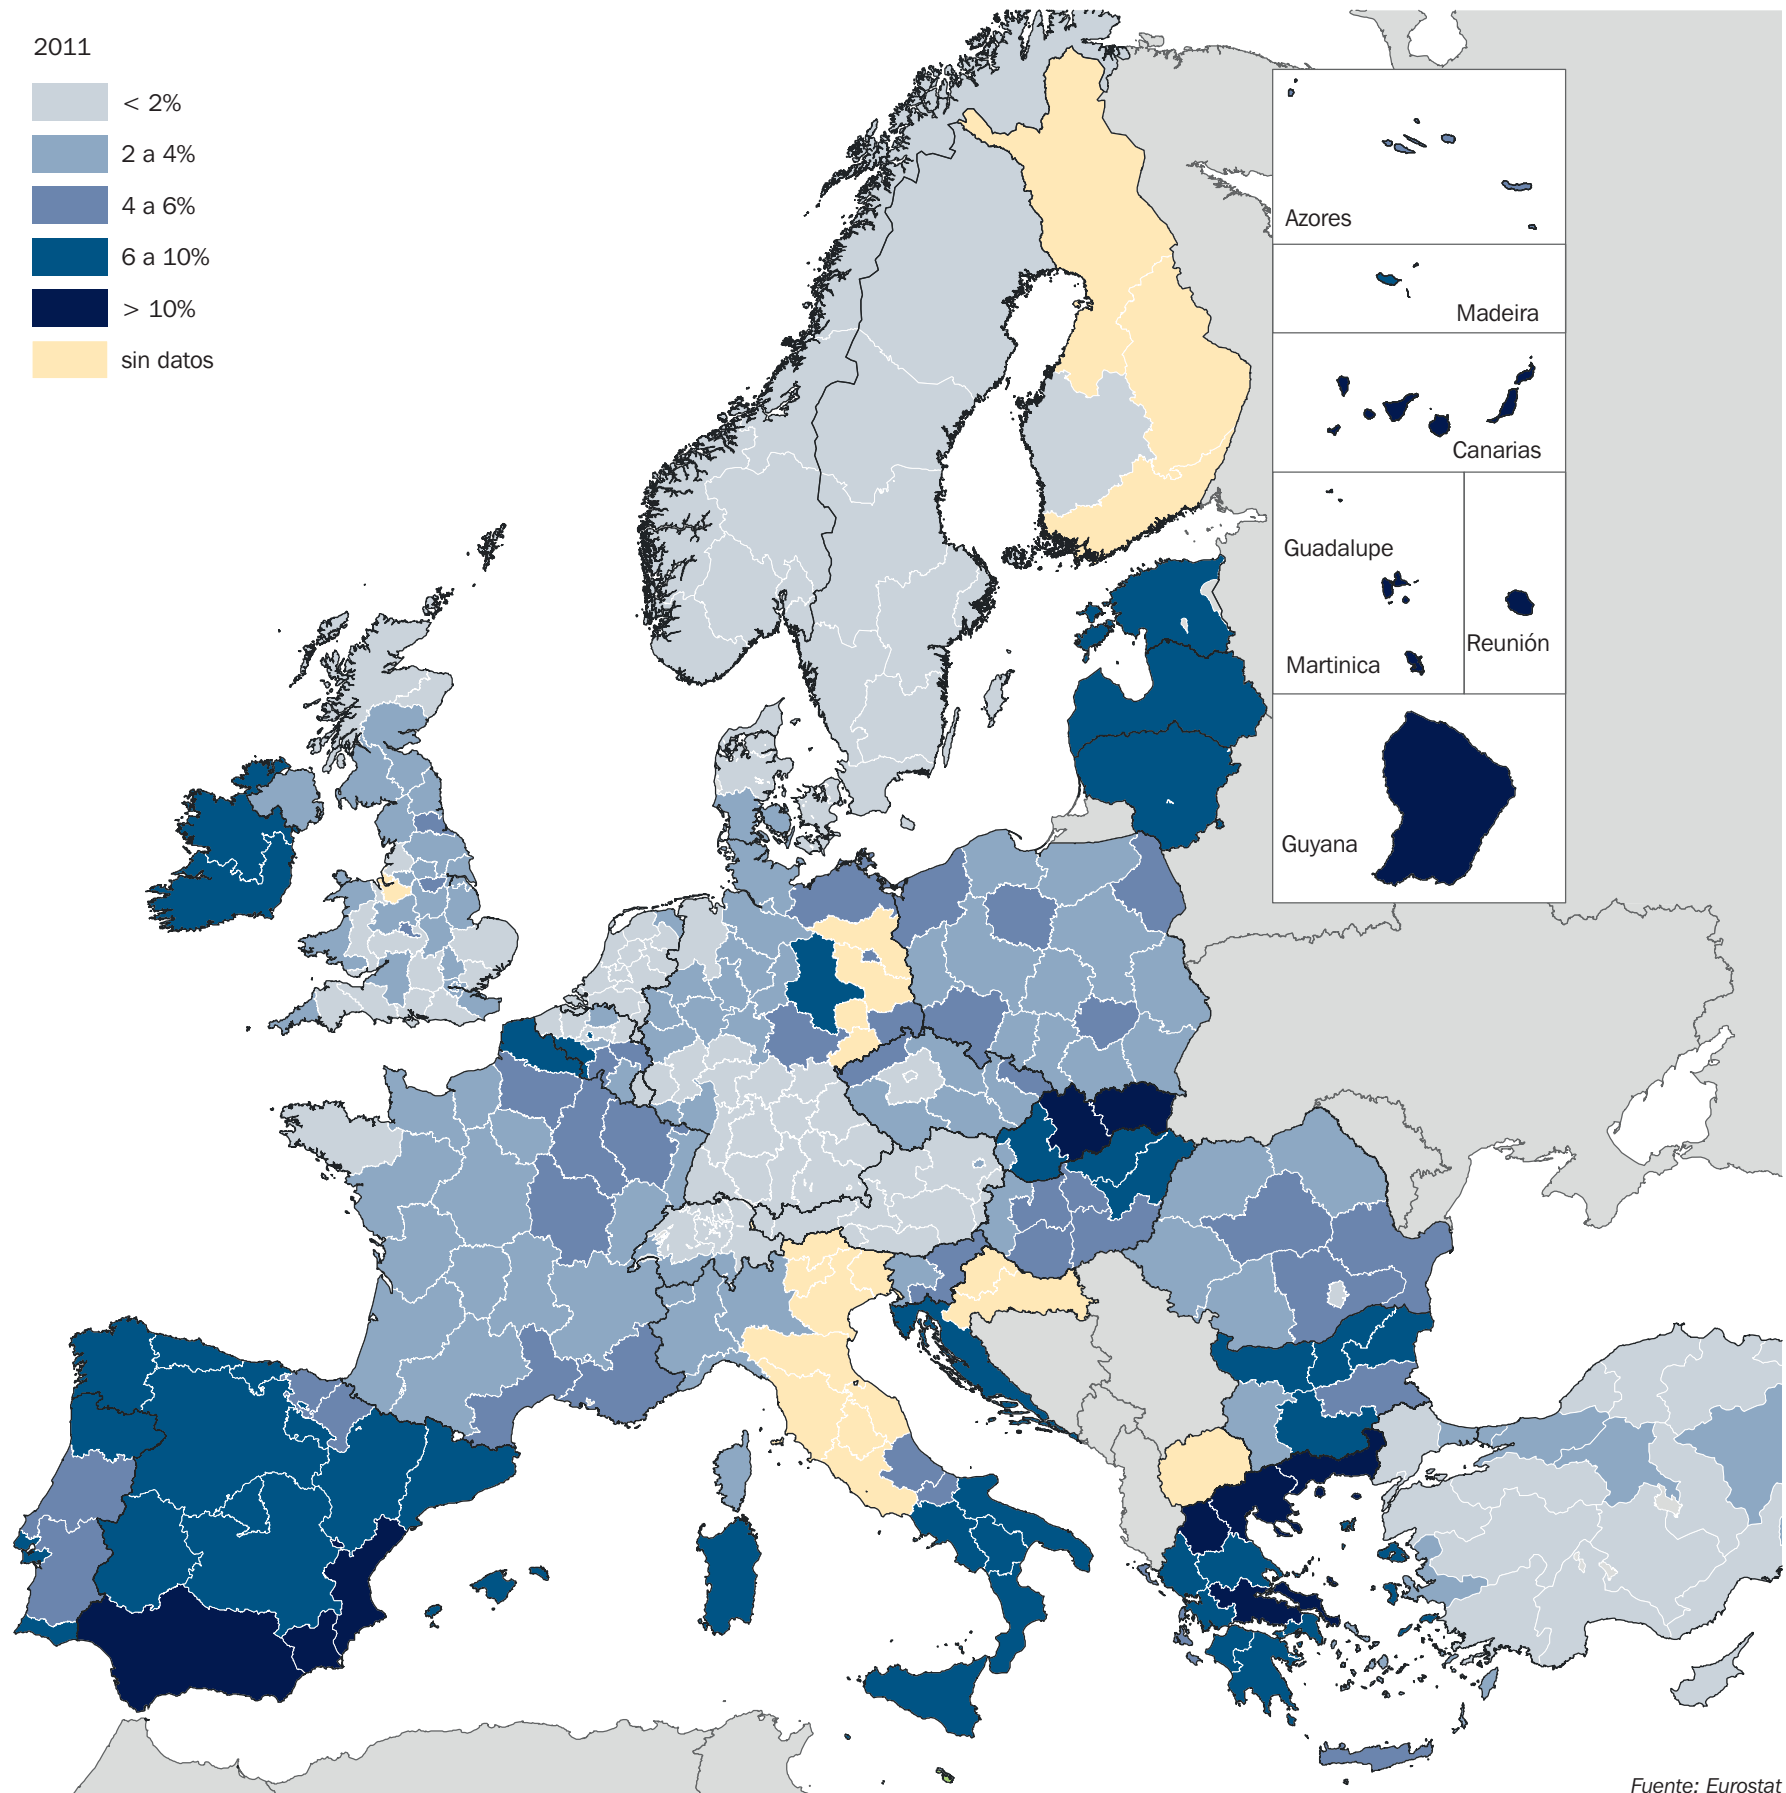 2011
< 2%
2 a 4%
4 a 6%
6 a 10%
> 10%
sin datos
Azores
Madeira
Canarias
Guadalupe
Martinica
Reunión
Guyana
Fuente: Eurostat